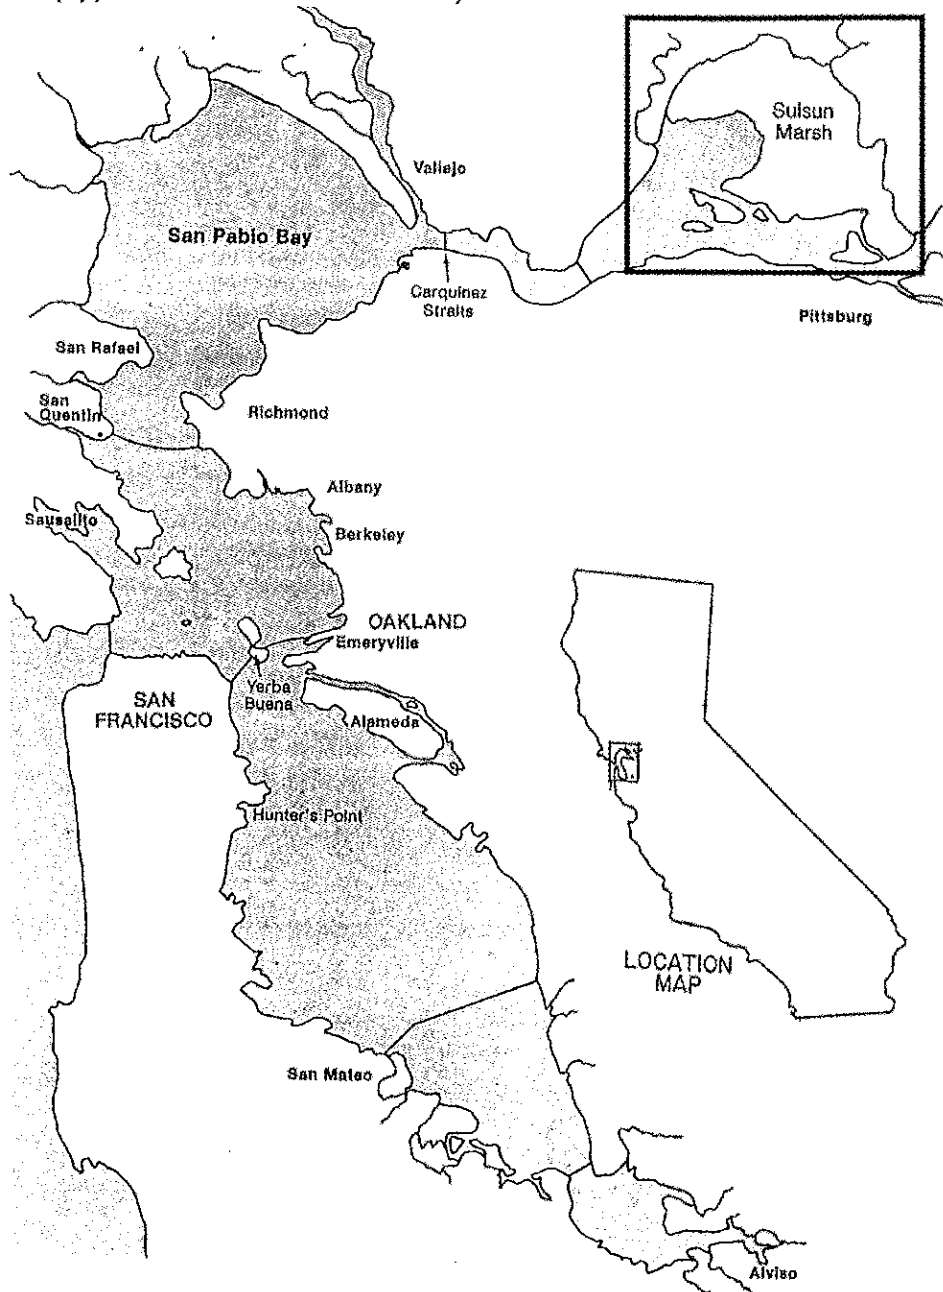 Suisun
Marsh
Vallejo
San Pablo Bay
Carquinez
Straits
Pittsburg
San Rafael
San
Quentin
Richmond
Albany
Sausalito
Berkeley
OAKLAND
Emeryville
Yerba
Buena
SAN
FRANCISCO
Alameda
Hunter's Point
LOCATION
MAP
San Mateo
Alviso